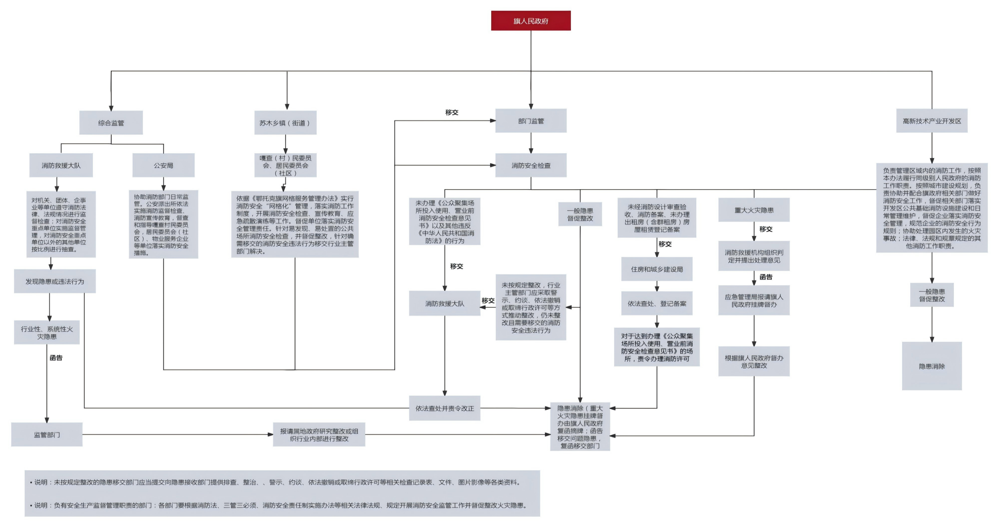 旗人民政府
综合监管
消防救援大队
对机关、团体、企事
业等单位遵守消防法
律、法规情况进行监
督检查；对消防安全
重点单位实施监督管
理，对消防安全重点
单位以外的其他单位
按比例进行抽查。
发现隐患或违法行为
行业性、系统性火
灾隐患
函告
监管部门
报请属地政府研究整改或组
织行业内部进行整改
公安局
协助消防部门日常监
管。公安派出所依法
实施消防监督检查、
消防宣传教育，督查
和指导嘎查村民委员
会，居民委员会（社
区）、物业服务企业
等单位落实消防安全
措施。
苏木乡镇（街道）
嘎查（村）民委员
会、居民委员会
（社区）
依据《鄂托克旗网格服务管理办法》实行
消防安全“网格化”管理，落实消防工作
制度，开展消防安全检查、宣传教育、应
急疏散演练等工作。督促单位落实消防安
全管理责任。针对易发现、易处置的公共
场所消防安全检查，并督促整改，针对确
需移交的消防安全违法行为移交行业主管
部门解决。
移交
部门监管
消防安全检查
未办理《公众聚集场
所投入使用、营业前
消防安全检查意见
书》以及其他违反
《中华人民共和国消
防法》的行为
移交
消防救援大队
依法查处并责令改正
一般隐患
督促整改
未按规定整改，行业
主管部门应采取警
示、约谈、依法撤销
或取缔行政许可等方
式推动整改，仍未整
改且需要移交的消防
安全违法行为
移交
未经消防设计审查验
收、消防备案、未办理
出租房（含群租房）房
屋租赁登记备案
移交
住房和城乡建设局
依法查处、登记备案
对于达到办理《公众聚集
场所投入使用、营业前消
防安全检查意见书》的场
所，责令办理消防许可
重大火灾隐患
移交
消防救援机构组织判
定并提出处理意见
函告
应急管理局报请旗人
民政府挂牌督办
根据旗人民政府督办
意见整改
隐患消除（重大
火灾隐患挂牌督
办由旗人民政府
复函摘牌；函告
移交问题隐患，
复函移交部门
高新技术产业开发区
负责管理区域内的消防工作，按照
本办法履行同级别人民政府的消防
工作职责。按照城市建设规划，负
责协助并配合旗政府相关部门做好
消防安全工作，督促相关部门落实
开发区公共基础消防设施建设和日
常管理维护，督促企业落实消防安
全管理，规范企业的消防安全行为
规则；协助处理园区内发生的火灾
事故；法律、法规和规章规定的其
他消防工作职责。
一般隐患
督促整改
隐患消除
• 说明：未按规定整改的隐患移交部门应当提交向隐患接收部门提供排查、整治、、警示、约谈、依法撤销或取缔行政许可等相关检查记录表、文件、图片影像等各类资料。
• 说明：负有安全生产监督管理职责的部门：各部门要根据消防法、三管三必须、消防安全责任制实施办法等相关法律法规、规定开展消防安全监管工作并督促整改火灾隐患。